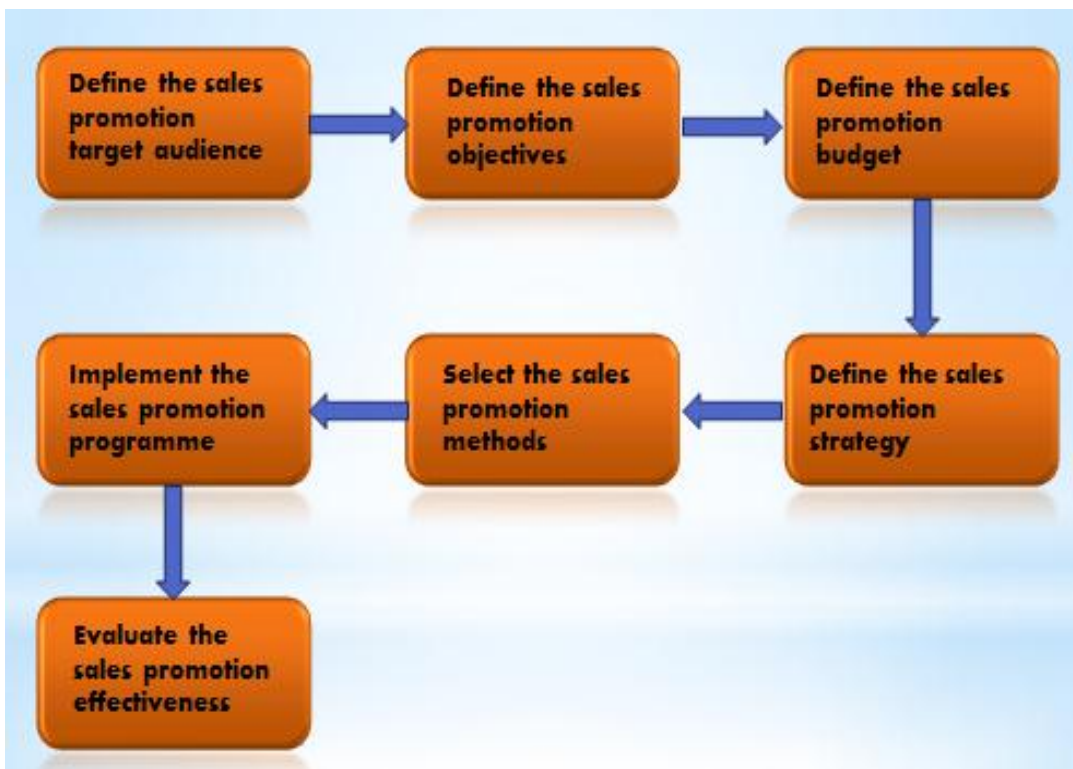 Define the sales
promotion
target audience
Define the sales
promotion
objectives
Define the sales
promotion
budget
Define the sales
promotion
strategy
Select the sales
promotion
methods
Implement the
sales promotion
programme
Evaluate the
sales promotion
effectiveness